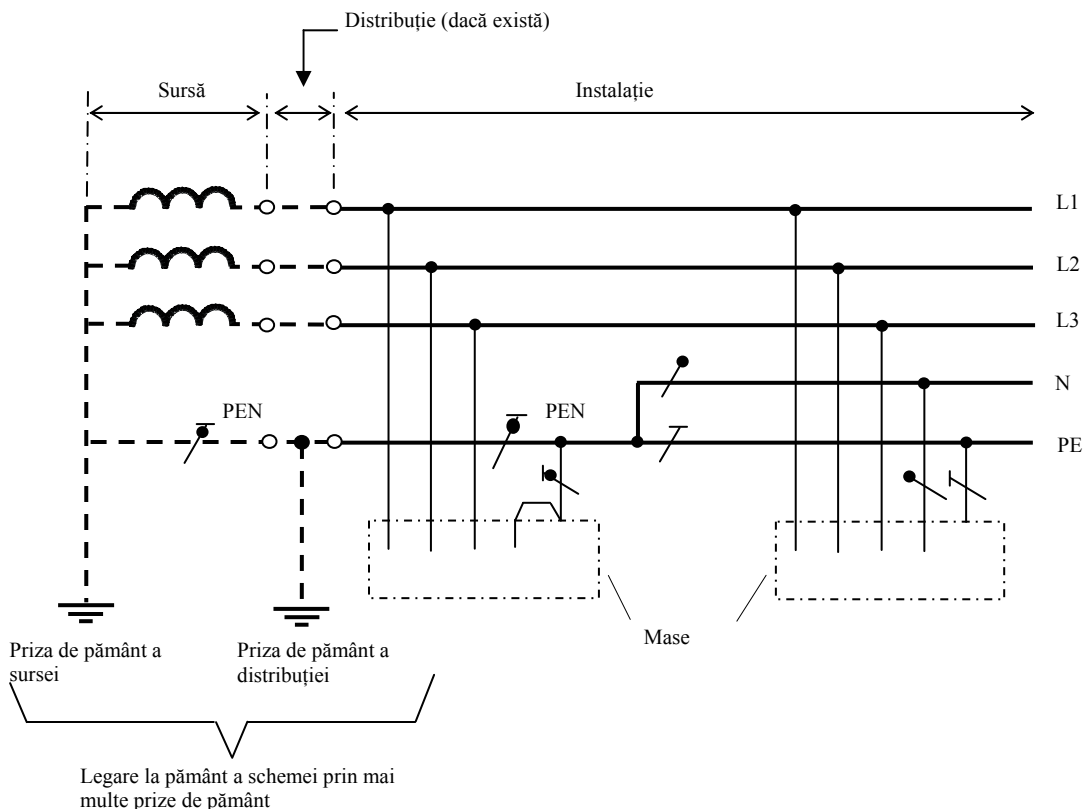 Distribuție (dacă există)
Sursă
Instalație
L1
L2
L3
N
PEN
PEN
PE
Mase
Priza de pământ a
sursei
Priza de pământ a
distribuției
Legare la pământ a schemei prin mai
multe prize de pământ